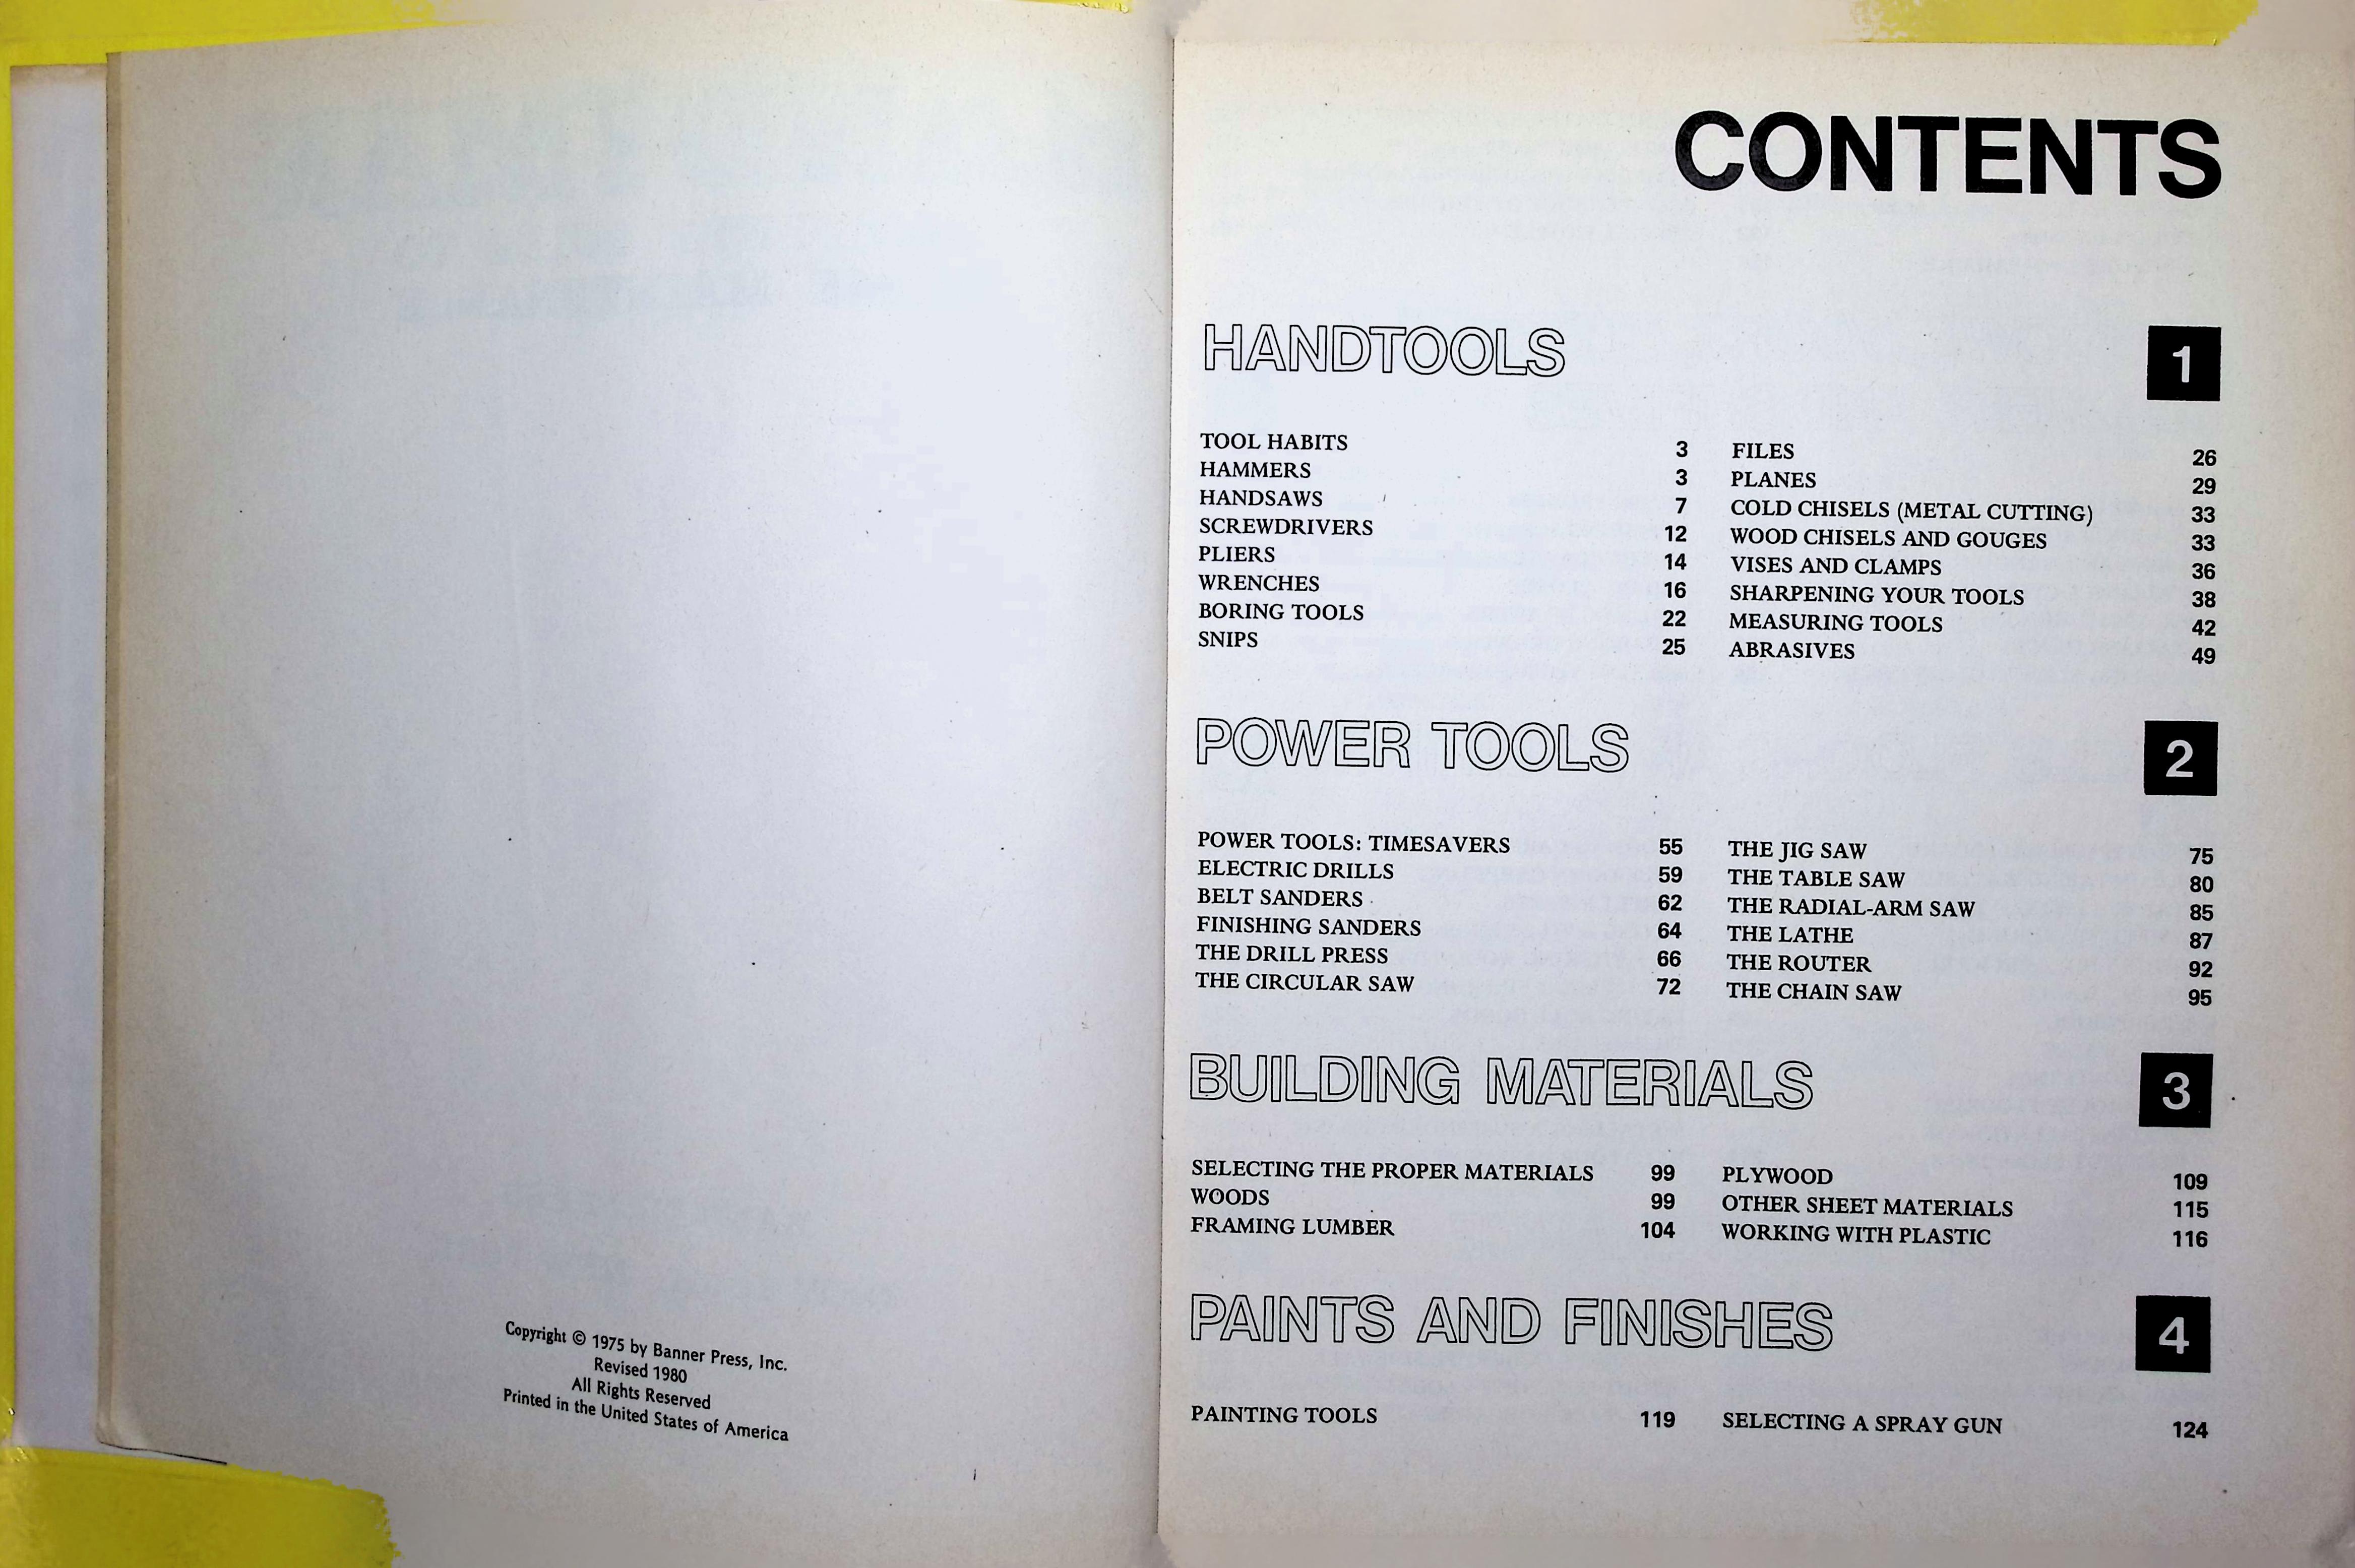 Copyright © 1975 by Banner Press, Inc.
Revised 1980
All Rights Reserved
Printed in the United States of America
CONTENTS
HANDTOOLS 1
TOOL HABITS 3
HAMMERS 3
HANDSAWS 7
SCREWDRIVERS 12
PLIERS 14
WRENCHES 16
BORING TOOLS 22
SNIPS 25
FILES 26
PLANES 29
COLD CHISELS (METAL CUTTING) 33
WOOD CHISELS AND GOUGES 33
VISES AND CLAMPS 36
SHARPENING YOUR TOOLS 38
MEASURING TOOLS 42
ABRASIVES 49
POWER TOOLS 2
POWER TOOLS: TIMESAVERS 55
ELECTRIC DRILLS 59
BELT SANDERS 62
FINISHING SANDERS 64
THE DRILL PRESS 66
THE CIRCULAR SAW 72
THE JIG SAW 75
THE TABLE SAW 80
THE RADIAL-ARM SAW 85
THE LATHE 87
THE ROUTER 92
THE CHAIN SAW 95
BUILDING MATERIALS 3
SELECTING THE PROPER MATERIALS 99
WOODS 99
FRAMING LUMBER 104
PLYWOOD 109
OTHER SHEET MATERIALS 115
WORKING WITH PLASTIC 116
PAINTS AND FINISHES 4
PAINTING TOOLS 119
SELECTING A SPRAY GUN 124